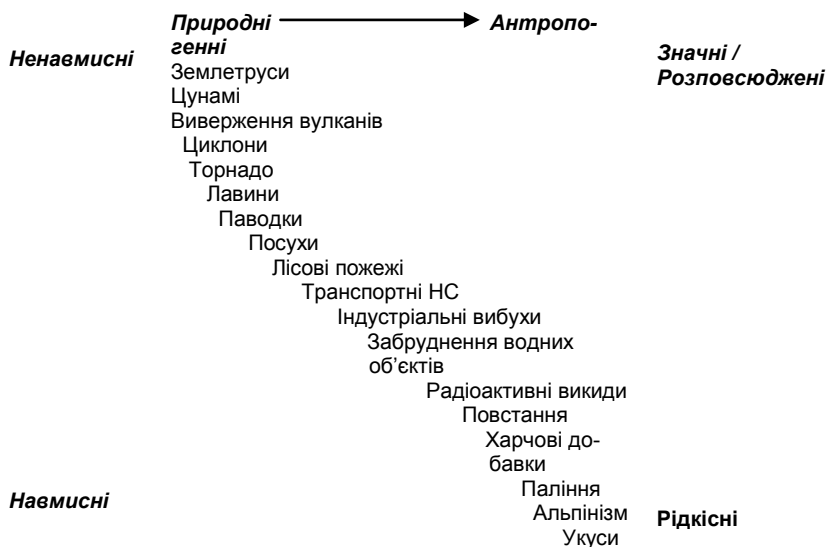 Природні Антропо-
генні
Ненавмисні
Значні /
Розповсюджені
Землетруси
Цунамі
Виверження вулканів
Циклони
Торнадо
Лавини
Паводки
Посухи
Лісові пожежі
Транспортні НС
Індустріальні вибухи
Забруднення водних
об’єктів
Радіоактивні викиди
Повстання
Харчові до-
бавки
Паління
Навмисні
Альпінізм
Рідкісні
Укуси